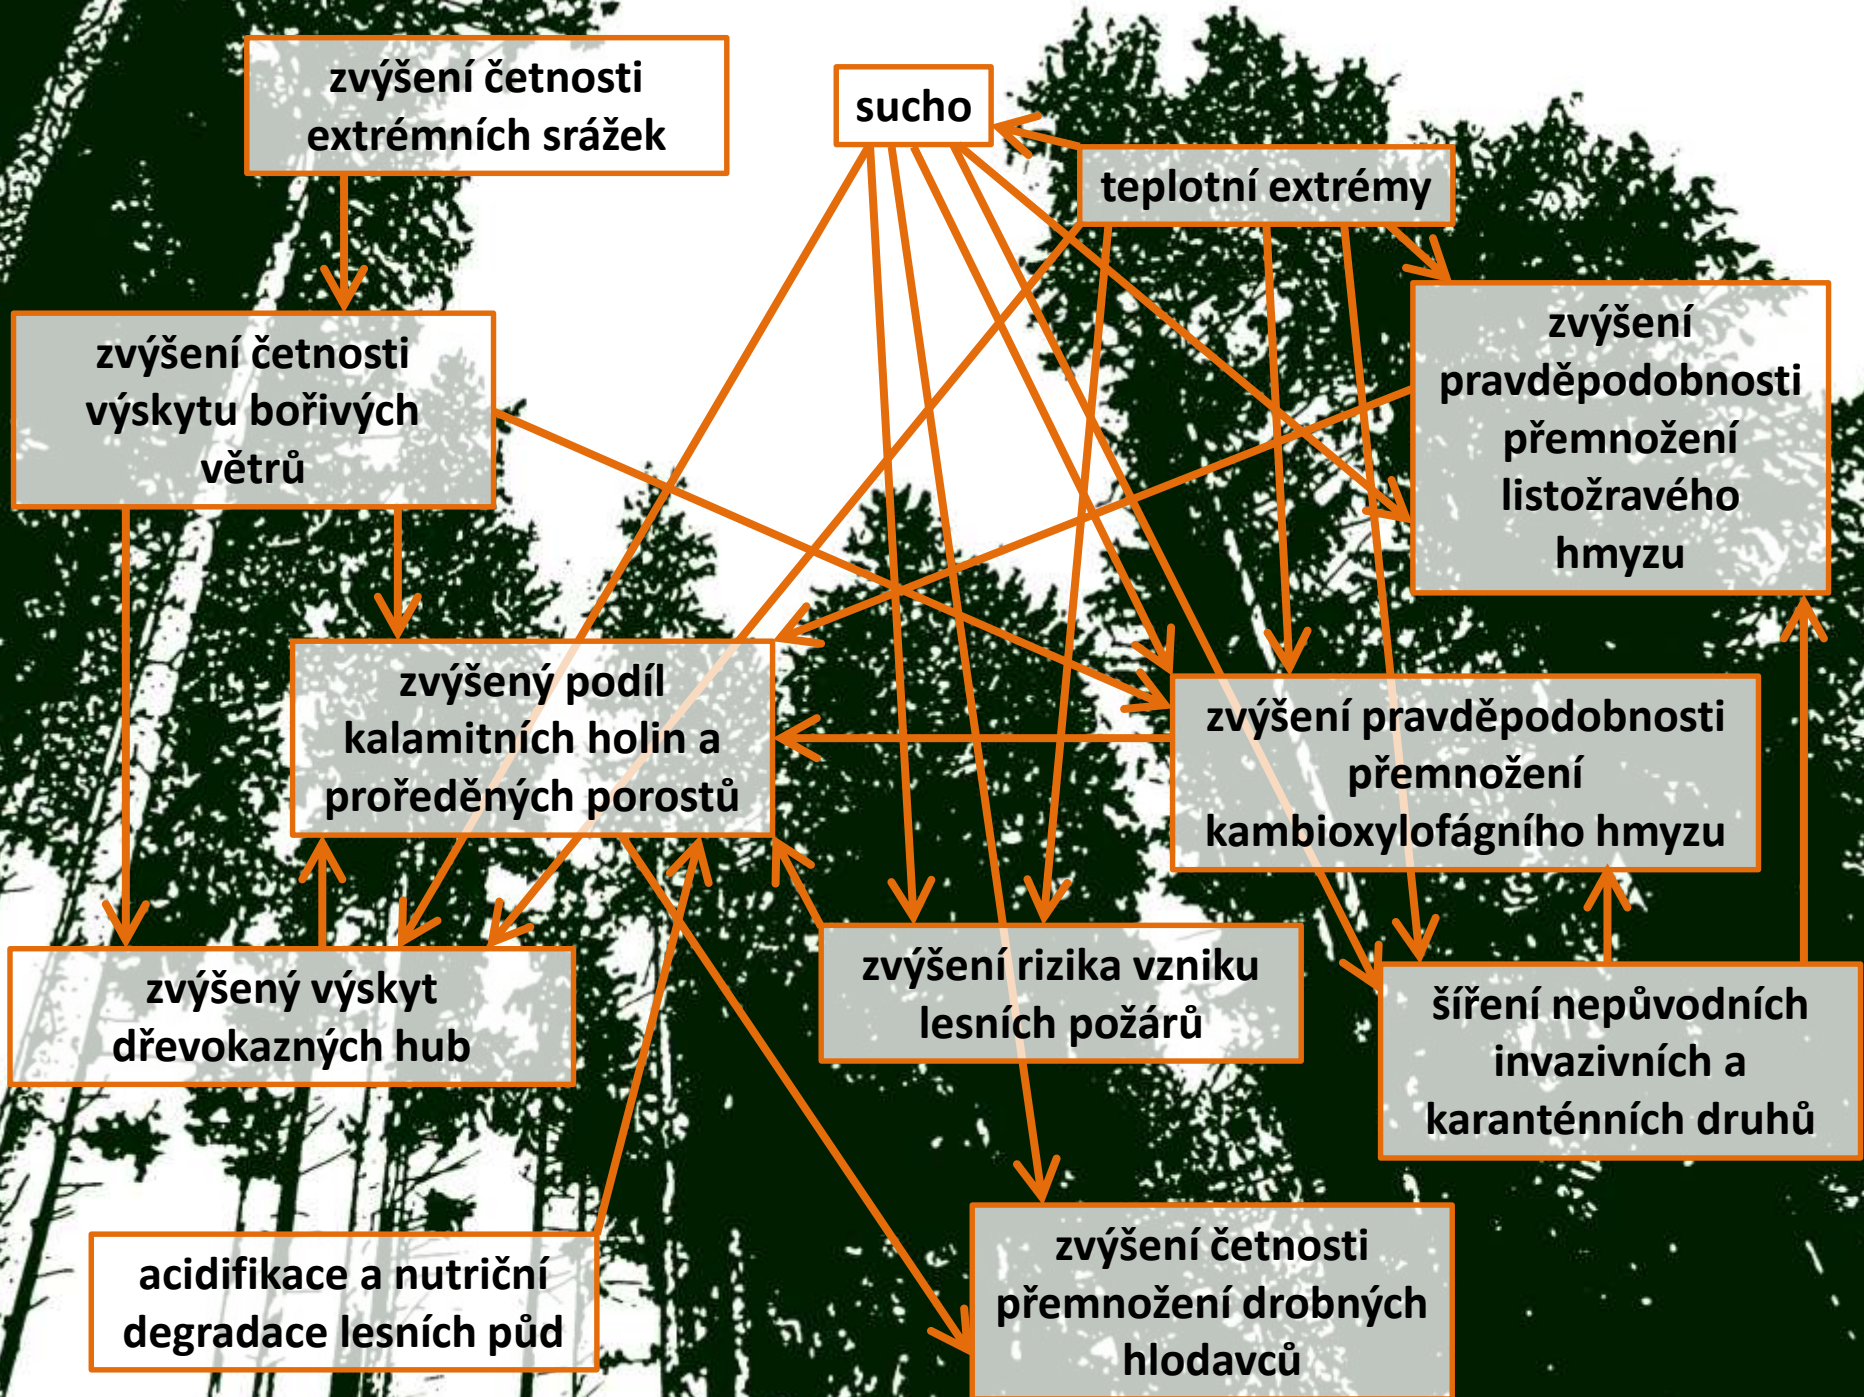 zvýšení četnosti
extrémních srážek
sucho
teplotní extrémy
zvýšení četnosti
výskytu bořivých
větrů
zvýšení
pravděpodobnosti
přemnožení
listožravého
hmyzu
zvýšený podíl
kalamitních holin a
proředěných porostů
zvýšení pravděpodobnosti
přemnožení
kambioxylofágního hmyzu
zvýšený výskyt
dřevokazných hub
zvýšení rizika vzniku
lesních požárů
šíření nepůvodních
invazivních a
karanténních druhů
acidifikace a nutriční
degradace lesních půd
zvýšení četnosti
přemnožení drobných
hlodavců